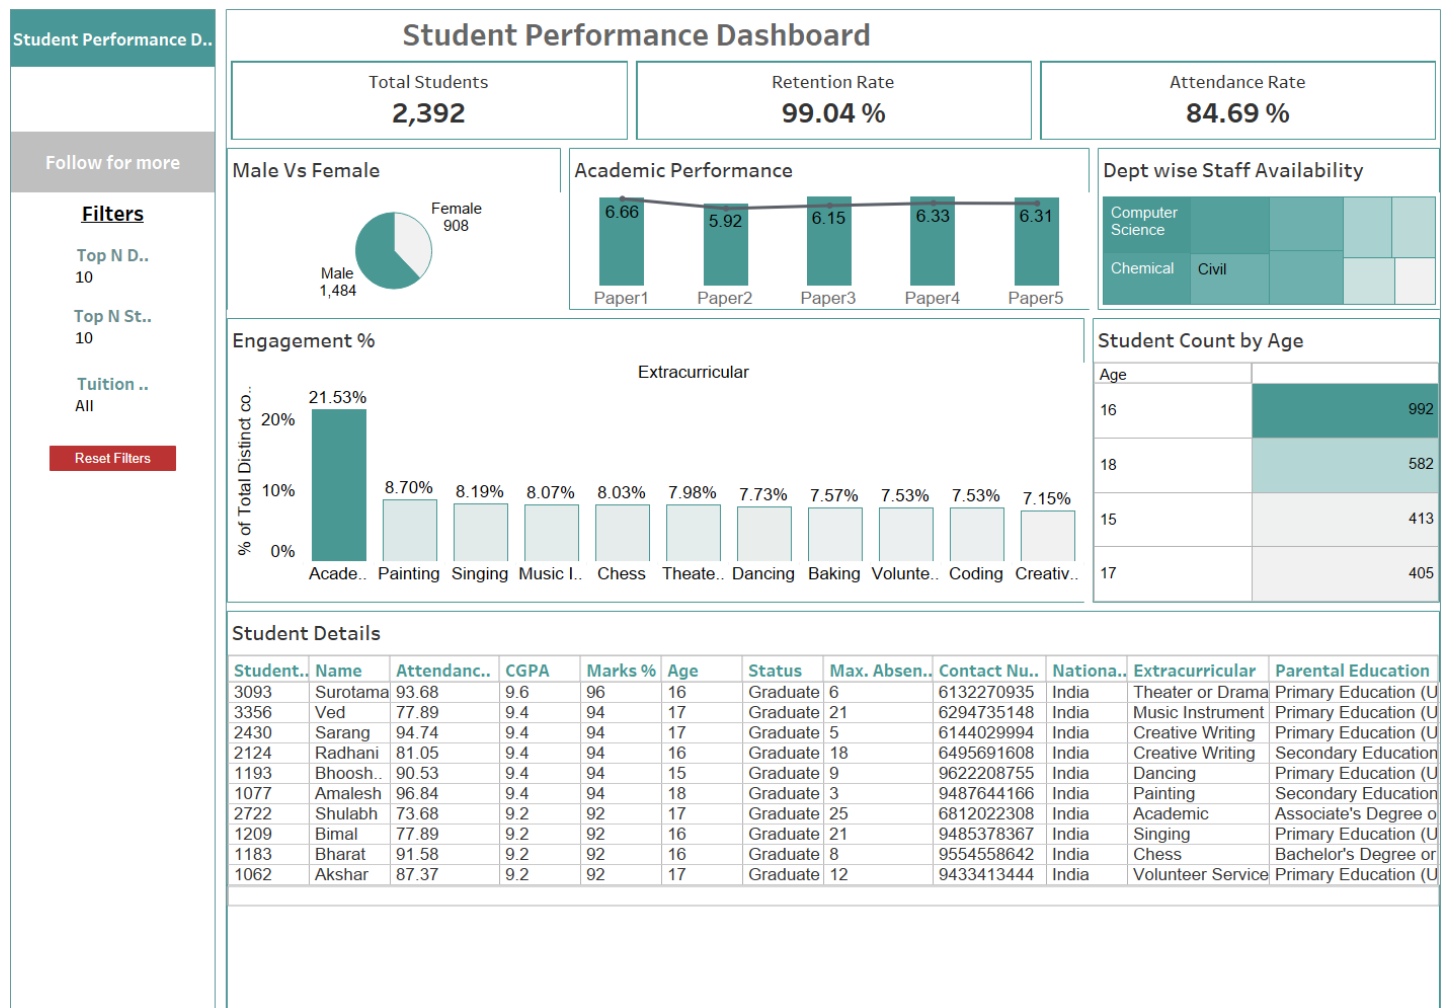 Student Performance D..
Follow for more
Filters
Top N D..
10
Top N St..
10
Tuition ..
All
Reset Filters
Student Performance Dashboard
Total Students
2,392
Retention Rate
99.04 %
Attendance Rate
84.69 %
Male Vs Female
Female
908
Male
1,484
Academic Performance
6.66 5.92 6.15 6.33 6.31
Paper1 Paper2 Paper3 Paper4 Paper5
Dept wise Staff Availability
Computer
Science
Chemical Civil
Engagement %
Extracurricular
% of Total Distinct co..
20%
10%
0%
21.53% 8.70% 8.19% 8.07% 8.03% 7.98% 7.73% 7.57% 7.53% 7.53% 7.15%
Acade.. Painting Singing Music I.. Chess Theate.. Dancing Baking Volunte.. Coding Creativ..
Student Count by Age
Age
16 992
18 582
15 413
17 405
Student Details
Student.. Name Attendanc.. CGPA Marks % Age Status Max. Absen.. Contact Nu.. Nationa.. Extracurricular Parental Education
3093 Surotama 93.68 9.6 96 16 Graduate 6 6132270935 India Theater or Drama Primary Education (U
3356 Ved 77.89 9.4 94 17 Graduate 21 6294735148 India Music Instrument Primary Education (U
2430 Sarang 94.74 9.4 94 17 Graduate 5 6144029994 India Creative Writing Primary Education (U
2124 Radhani 81.05 9.4 94 16 Graduate 18 6495691608 India Creative Writing Secondary Education
1193 Bhoosh.. 90.53 9.4 94 15 Graduate 9 9622208755 India Dancing Primary Education (U
1077 Amalesh 96.84 9.4 94 18 Graduate 3 9487644166 India Painting Secondary Education
2722 Shulabh 73.68 9.2 92 17 Graduate 25 6812022308 India Academic Associate's Degree o
1209 Bimal 77.89 9.2 92 16 Graduate 21 9485378367 India Singing Primary Education (U
1183 Bharat 91.58 9.2 92 16 Graduate 8 9554558642 India Chess Bachelor's Degree or
1062 Akshar 87.37 9.2 92 17 Graduate 12 9433413444 India Volunteer Service Primary Education (U